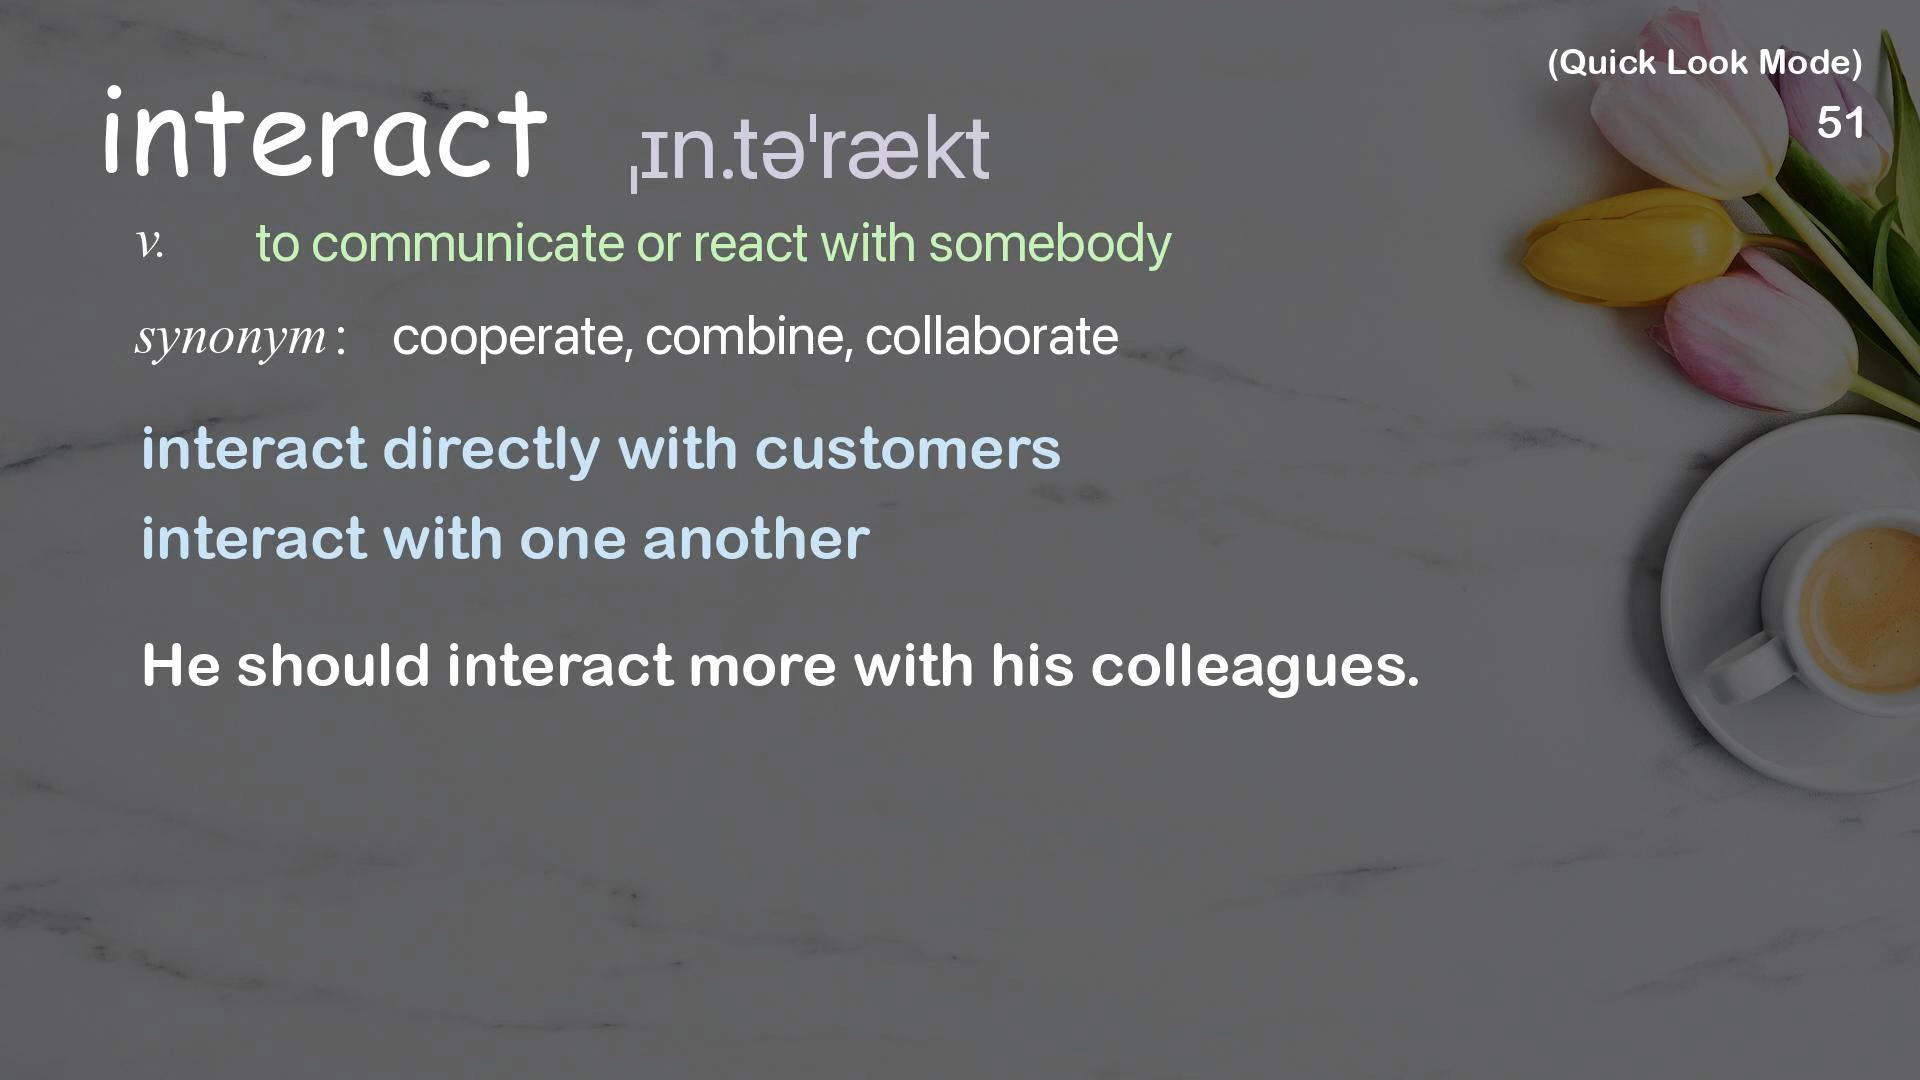 (Quick Look Mode)
51
interact ˌɪn.təˈrækt
v. to communicate or react with somebody
synonym : cooperate, combine, collaborate
interact directly with customers
interact with one another
He should interact more with his colleagues.